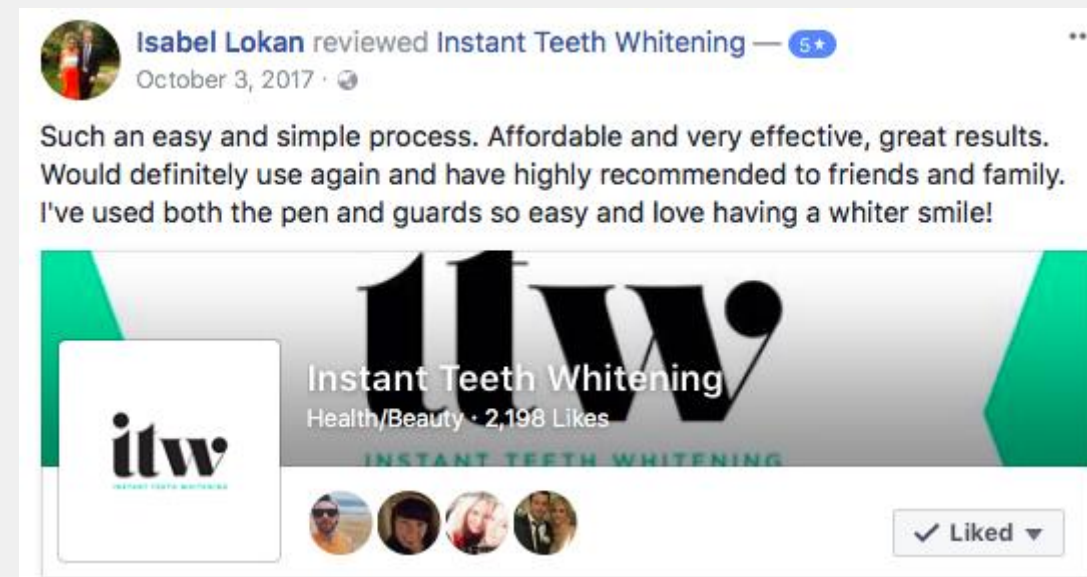 Isabel Lokan reviewed Instant Teeth Whitening — 5★
October 3, 2017 ·
Such an easy and simple process. Affordable and very effective, great results.
Would definitely use again and have highly recommended to friends and family.
I've used both the pen and guards so easy and love having a whiter smile!
itw
Instant Teeth Whitening
Health/Beauty · 2,198 Likes
INSTANT TEETH WHITENING
itw
INSTANT TEETH WHITENING
Liked